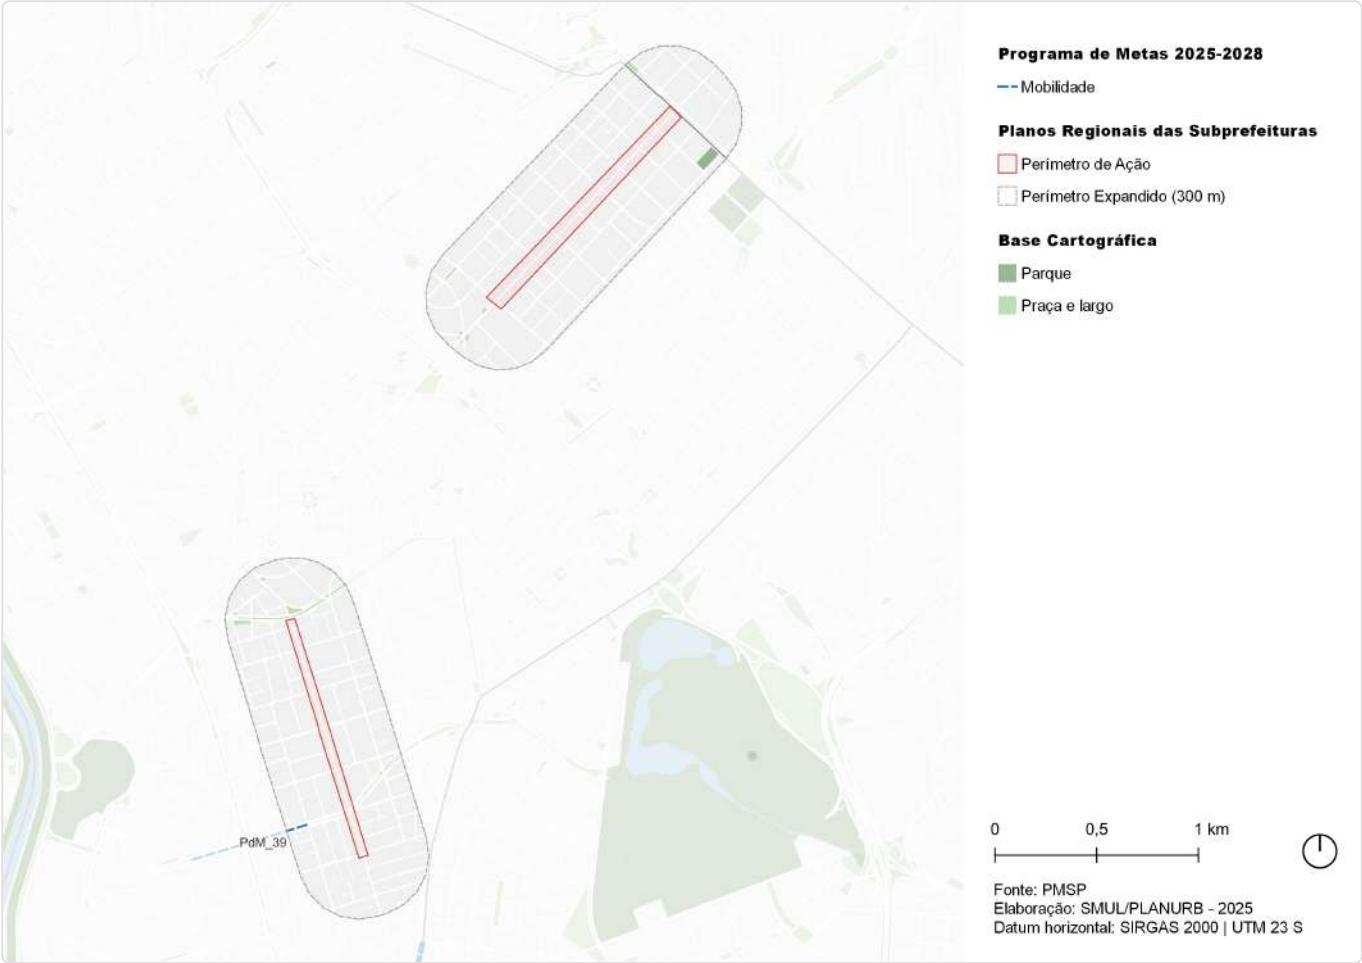 Programa de Metas 2025-2028
Mobilidade
Planos Regionais das Subprefeituras
Perímetro de Ação
Perímetro Expandido (300 m)
Base Cartográfica
Parque
Praça e largo
PdM_39
0 0,5 1 km
Fonte: PMSP
Elaboração: SMUL/PLANURB - 2025
Datum horizontal: SIRGAS 2000 | UTM 23 S